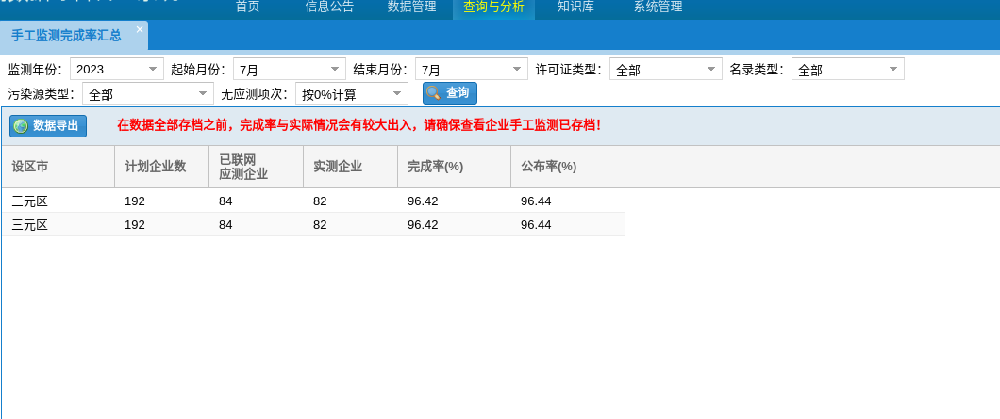 首页 信息公告 数据管理 查询与分析 知识库 系统管理
手工监测完成率汇总 ×
监测年份: 2023 起始月份: 7月 结束月份: 7月 许可证类型: 全部 名录类型: 全部
污染源类型: 全部 无应测项次: 按0%计算 查询
数据导出 在数据全部存档之前，完成率与实际情况会有较大出入，请确保查看企业手工监测已存档！
设区市 计划企业数 已联网 应测企业 实测企业 完成率(%) 公布率(%)
三元区 192 84 82 96.42 96.44
三元区 192 84 82 96.42 96.44